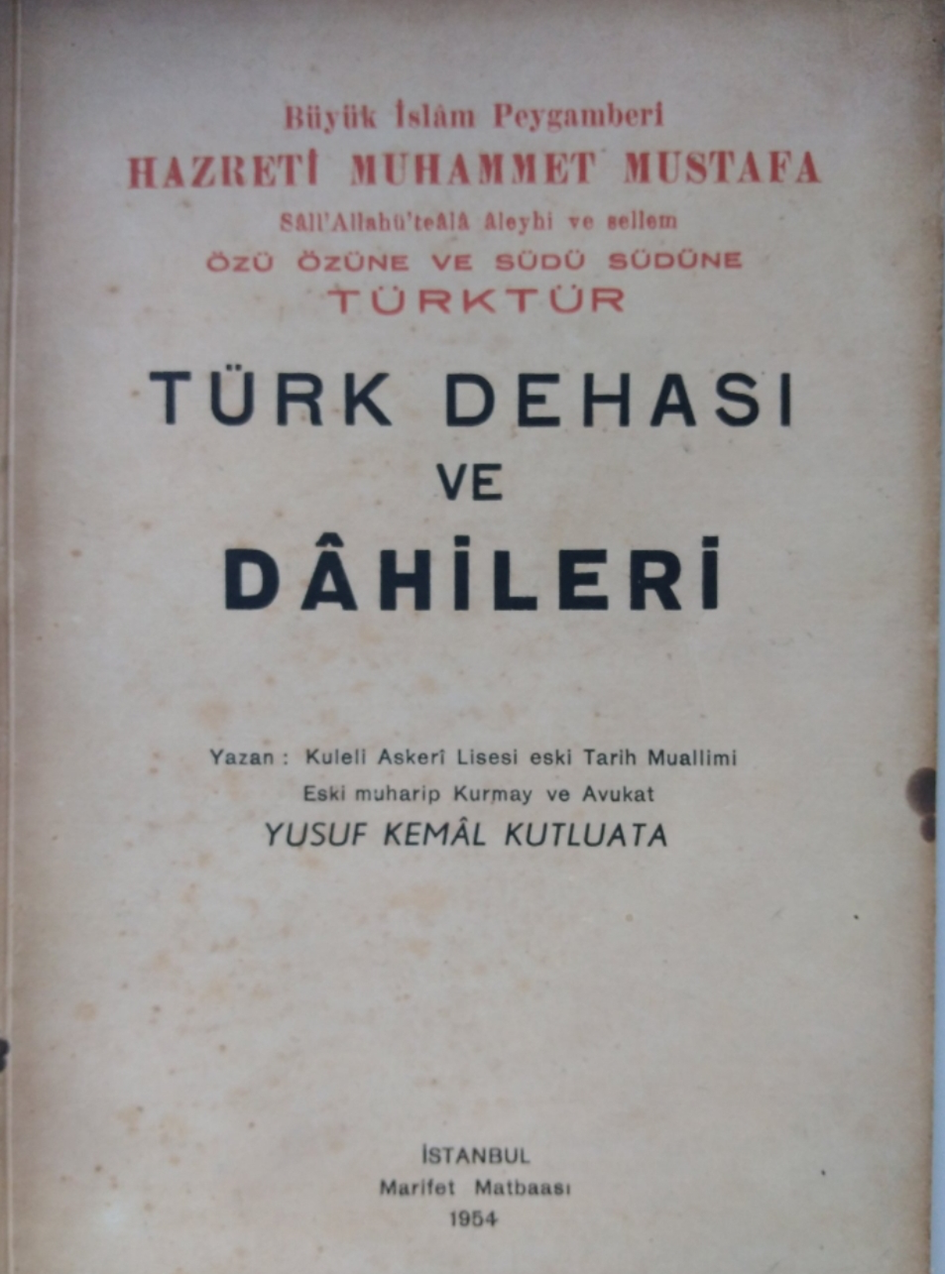 Büyük İslâm Peygamberi
HAZRETİ MUHAMMET MUSTAFA
Sâll'Allahü'teâlâ âleyhi ve sellem
ÖZÜ ÖZÜNE VE SÜDÜ SÜDÜNE
TÜRKTÜR
TÜRK DEHASI
VE
DÂHİLERİ
Yazan : Kuleli Askerî Lisesi eski Tarih Muallimi
Eski muharip Kurmay ve Avukat
YUSUF KEMÂL KUTLUATA
İSTANBUL
Marifet Matbaası
1954